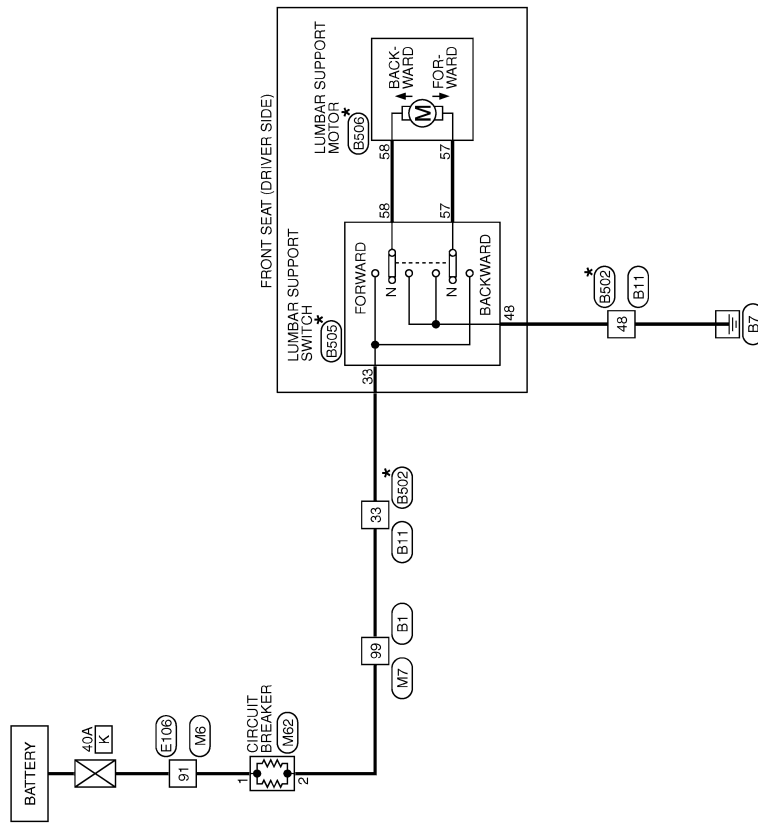 BATTERY
40A
K
E106
91
M6
CIRCUIT
BREAKER
1
M62
2
99
M7
B1
33
B11
B502
*
FRONT SEAT (DRIVER SIDE)
LUMBAR SUPPORT
SWITCH
*
B505
33
FORWARD
N
N
BACKWARD
48
58
57
LUMBAR SUPPORT
MOTOR
*
B506
58
57
BACK-
WARD
M
FOR-
WARD
48
*
B502
B11
B7